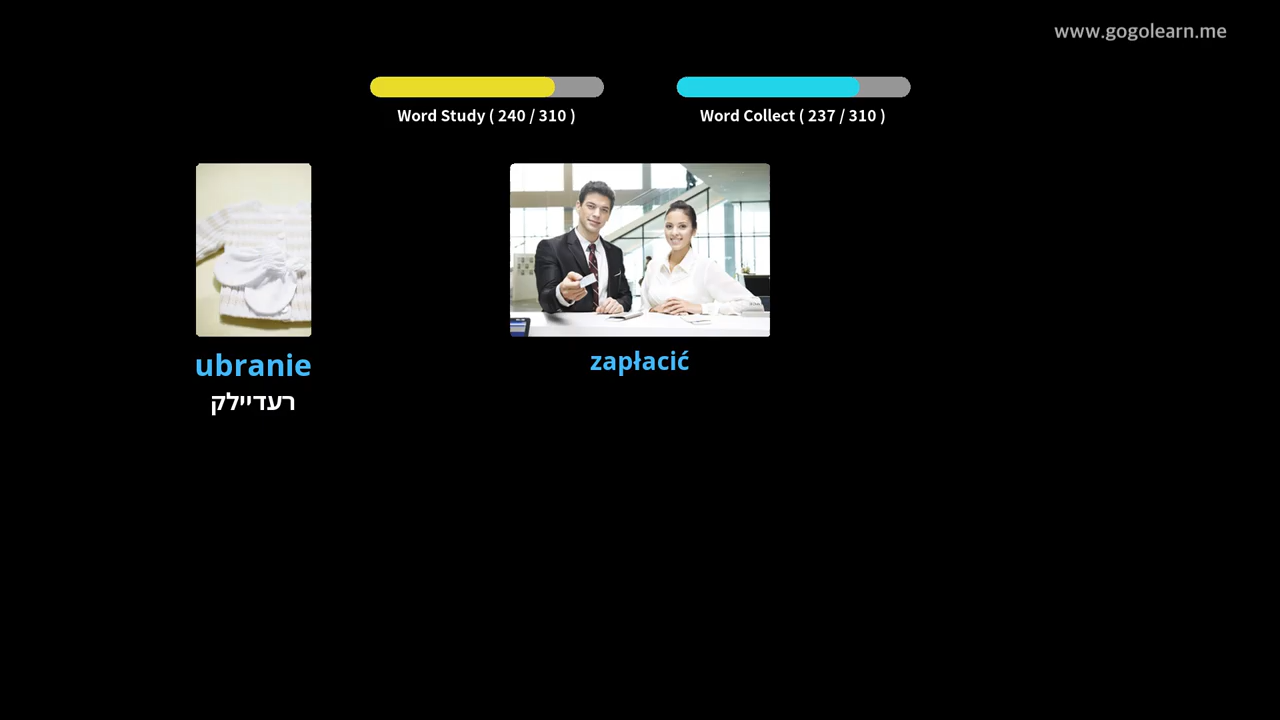 www.gogolearn.me
Word Study ( 240 / 310 )
Word Collect ( 237 / 310 )
ubranie
רעדיילק
zapłacić